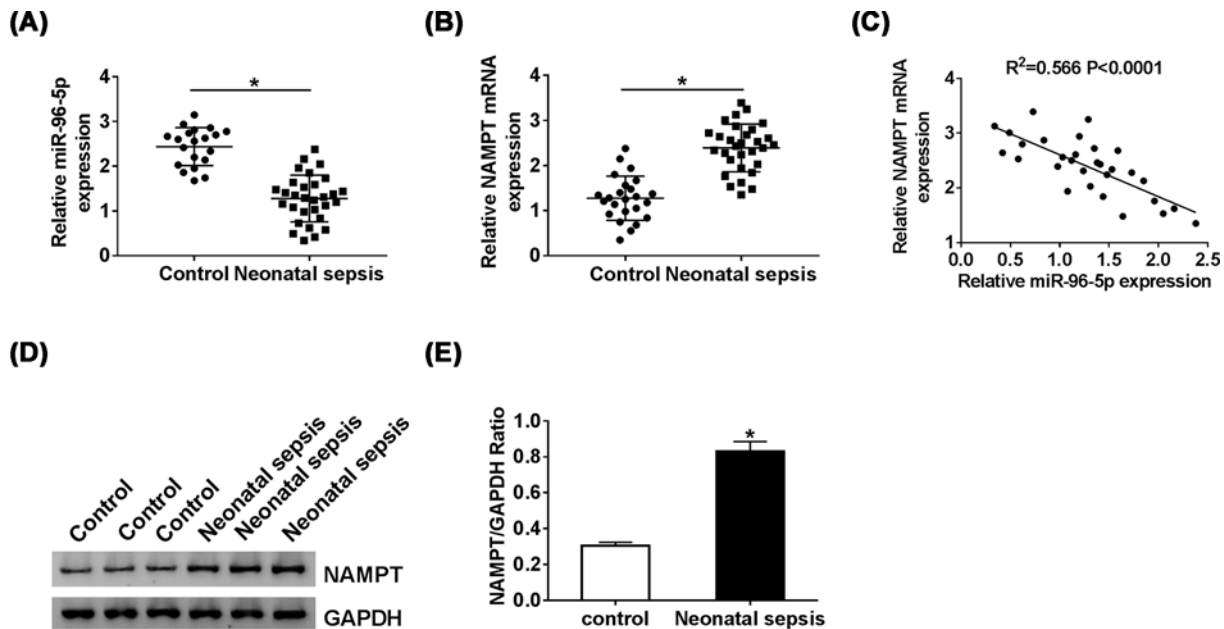 (A)
Relative miR-96-5p
expression
4
3
2
1
0
*
Control Neonatal sepsis
(B)
Relative NAMPT mRNA
expression
4
3
2
1
0
*
Control Neonatal sepsis
(C)
R²=0.566 P<0.0001
Relative NAMPT mRNA
expression
4
3
2
1
0.0 0.5 1.0 1.5 2.0 2.5
Relative miR-96-5p expression
(D)
Control
Control
Control
Neonatal sepsis
Neonatal sepsis
Neonatal sepsis
NAMPT
GAPDH
(E)
NAMPT/GAPDH Ratio
1.0
0.8
0.6
0.4
0.2
0.0
*
control Neonatal sepsis